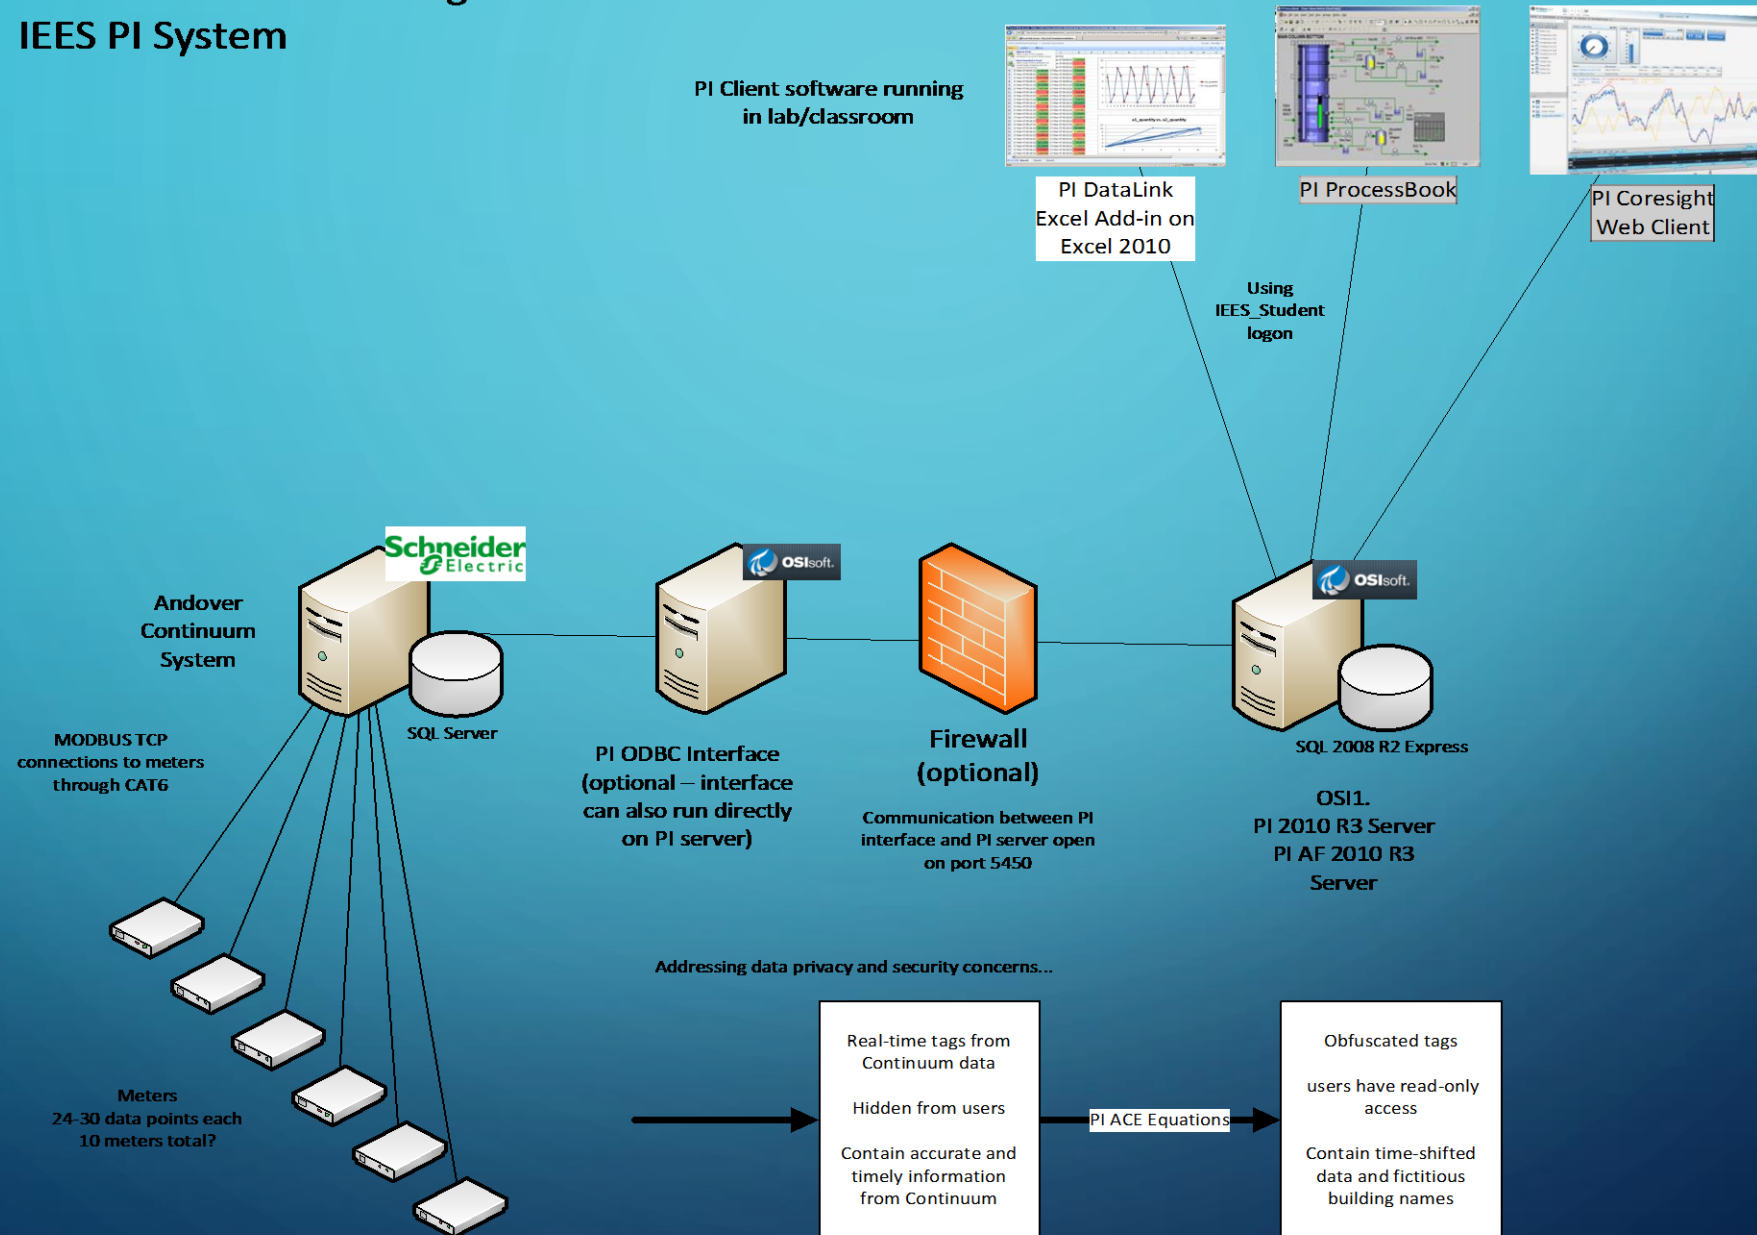 IEES PI System
PI Client software running
in lab/classroom
MAIN COLUMN BOTTOM
PI DataLink
Excel Add-in on
Excel 2010
PI ProcessBook
PI Coresight
Web Client
Using
IEES_Student
logon
Schneider
Electric
OSIsoft.
OSIsoft.
Andover
Continuum
System
SQL Server
MODBUS TCP
connections to meters
through CAT6
PI ODBC Interface
(optional – interface
can also run directly
on PI server)
Firewall
(optional)
Communication between PI
interface and PI server open
on port 5450
SQL 2008 R2 Express
OSI1.
PI 2010 R3 Server
PI AF 2010 R3
Server
Meters
24-30 data points each
10 meters total?
Addressing data privacy and security concerns...
Real-time tags from
Continuum data
Hidden from users
Contain accurate and
timely information
from Continuum
PI ACE Equations
Obfuscated tags
users have read-only
access
Contain time-shifted
data and fictitious
building names